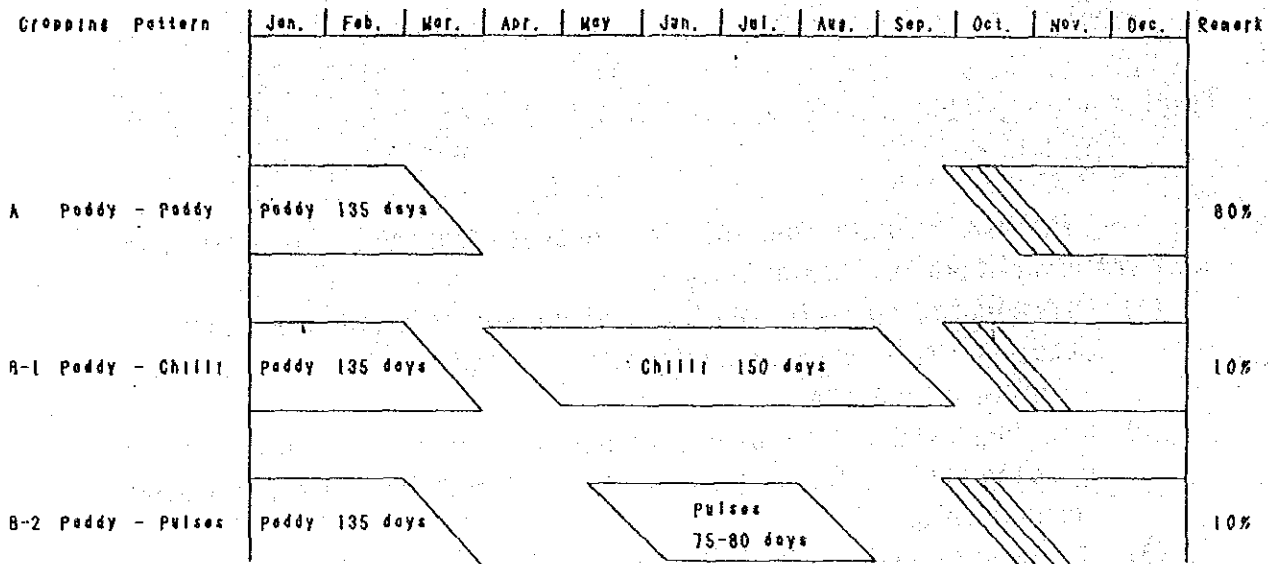 Cropping Pattern Jan. Feb. Mar. Apr. May Jun. Jul. Aug. Sep. Oct. Nov. Dec. Remark
A Paddy - Paddy Paddy 135 days 80%
B-1 Paddy - Chilli Paddy 135 days Chilli 150 days 10%
Pulses
B-2 Paddy - Pulses Paddy 135 days 10%
75-80 days